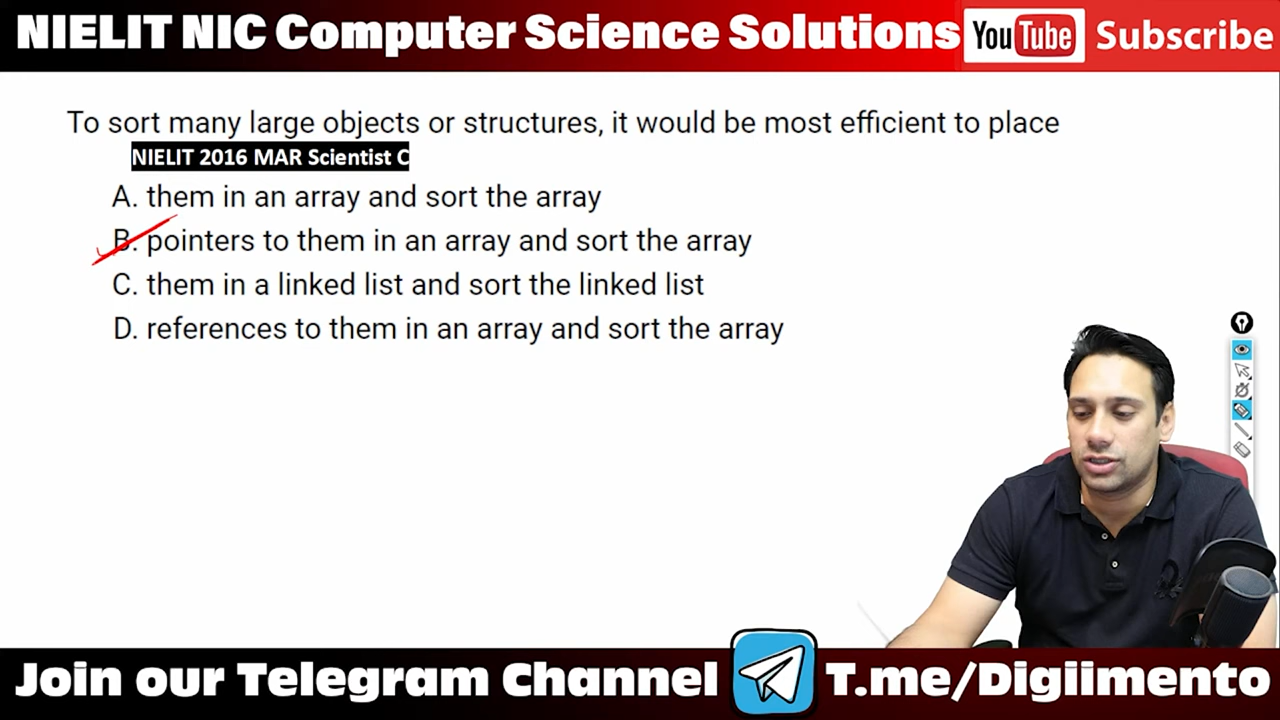 NIELIT NIC Computer Science Solutions YouTube Subscribe
To sort many large objects or structures, it would be most efficient to place
NIELIT 2016 MAR Scientist C
A. them in an array and sort the array
B. pointers to them in an array and sort the array
C. them in a linked list and sort the linked list
D. references to them in an array and sort the array
Join our Telegram Channel T.me/Digiimento